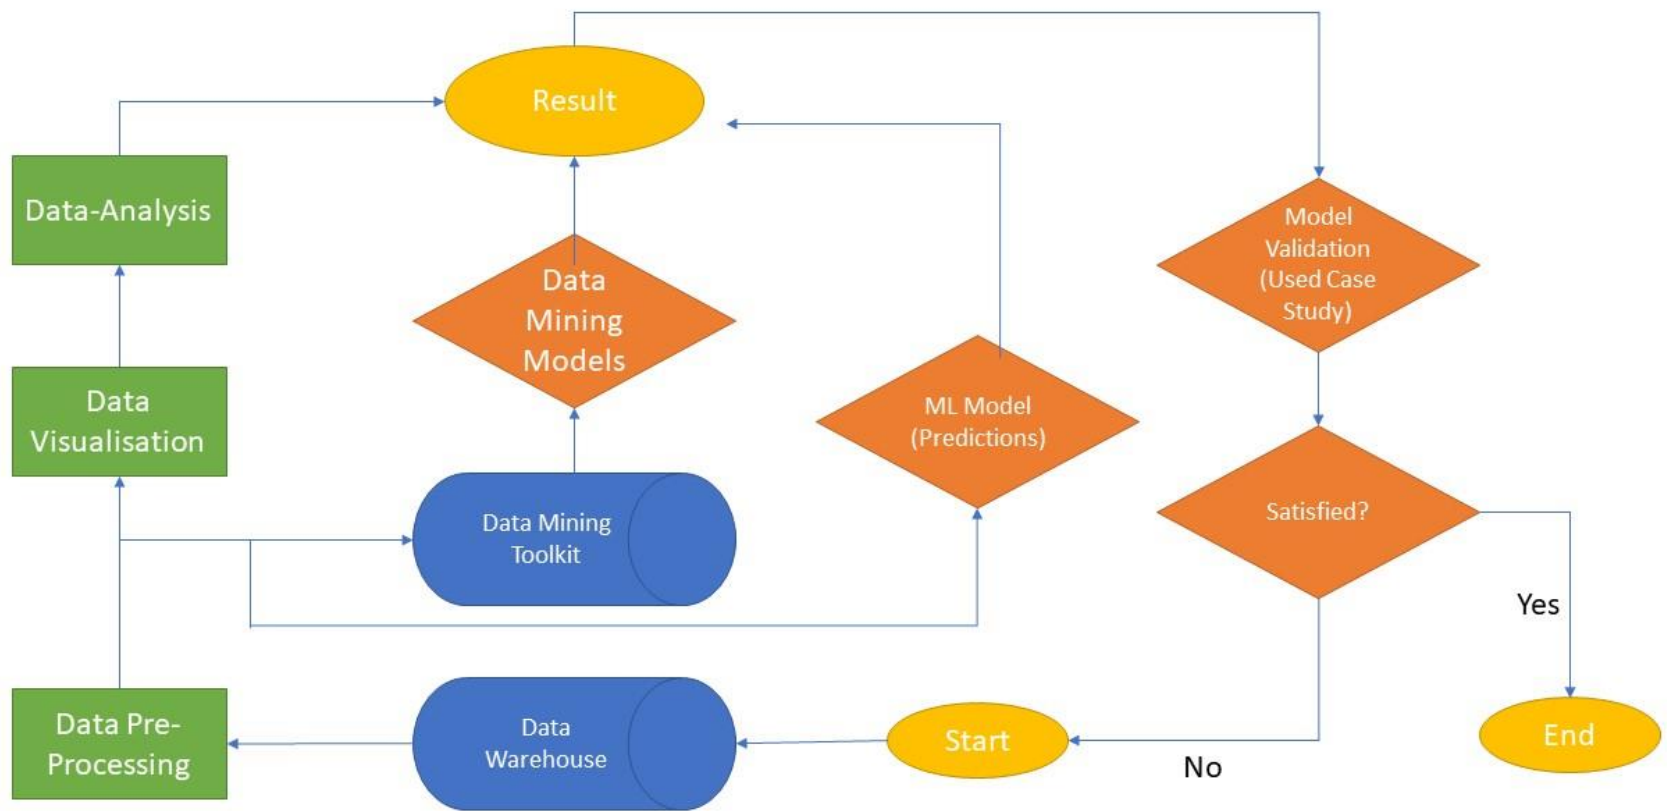 Result
Data-Analysis
Model
Validation
(Used Case
Study)
Data
Mining
Models
Data
Visualisation
ML Model
(Predictions)
Data Mining
Toolkit
Satisfied?
Yes
Data Pre-
Processing
Data
Warehouse
Start
No
End